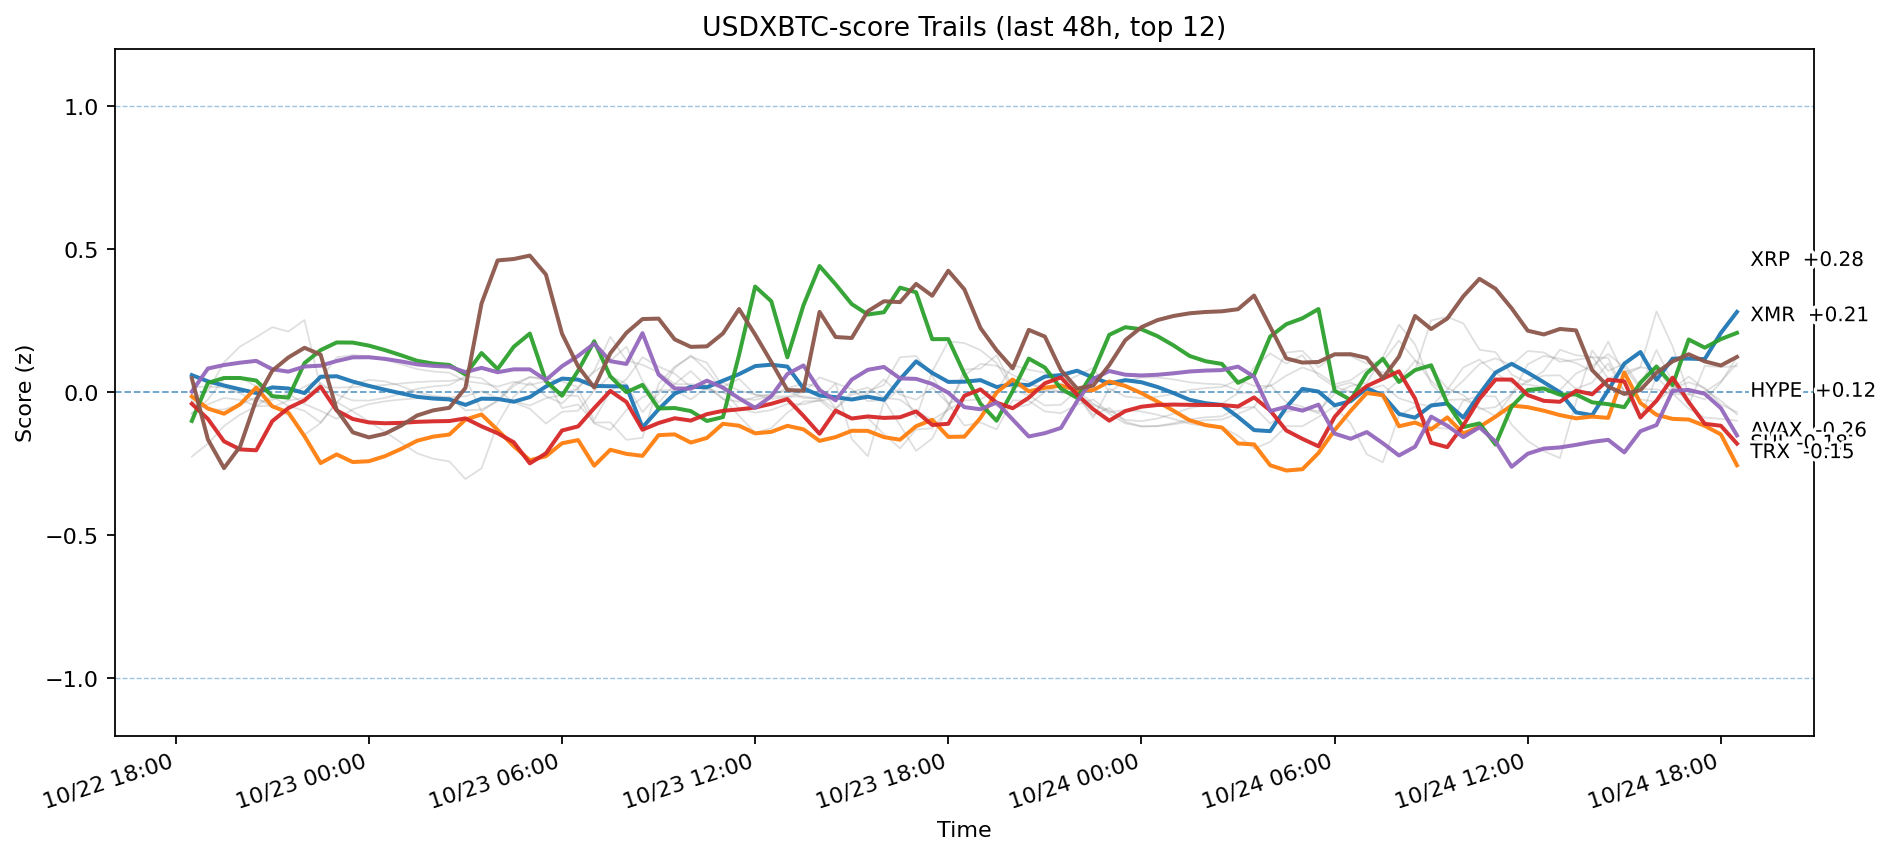 USDXBTC-score Trails (last 48h, top 12)
Score (z)
1.0
0.5
0.0
−0.5
−1.0
XRP +0.28
XMR +0.21
HYPE +0.12
AVAX -0.26
-0.18
TRX -0.15
10/22 18:00
10/23 00:00
10/23 06:00
10/23 12:00
10/23 18:00
10/24 00:00
10/24 06:00
10/24 12:00
10/24 18:00
Time